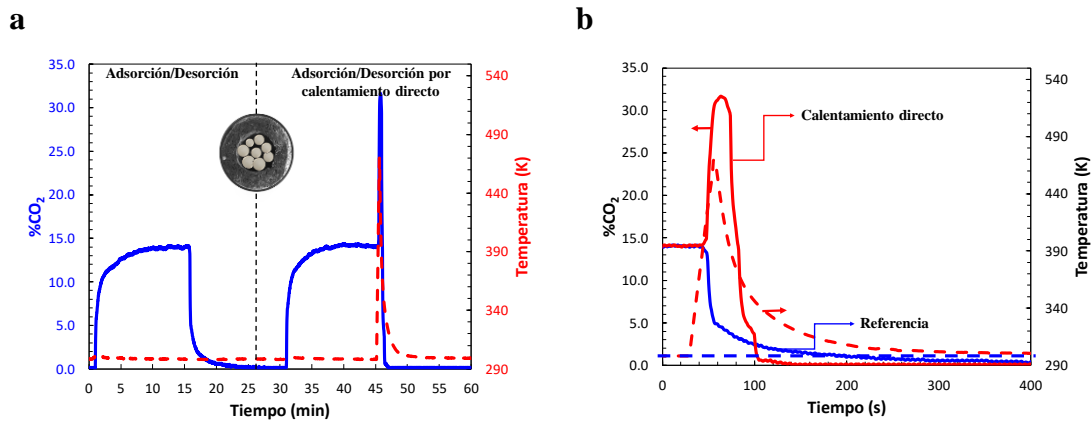 a
Adsorción/Desorción
Adsorción/Desorción por
calentamiento directo
35.0
30.0
25.0
20.0
15.0
10.0
5.0
0.0
%CO₂
540
490
440
390
340
290
Temperatura (K)
0 5 10 15 20 25 30 35 40 45 50 55 60
Tiempo (min)
b
35.0
30.0
25.0
20.0
15.0
10.0
5.0
0.0
%CO₂
Calentamiento directo
Referencia
540
490
440
390
340
290
Temperatura (K)
0 100 200 300 400
Tiempo (s)